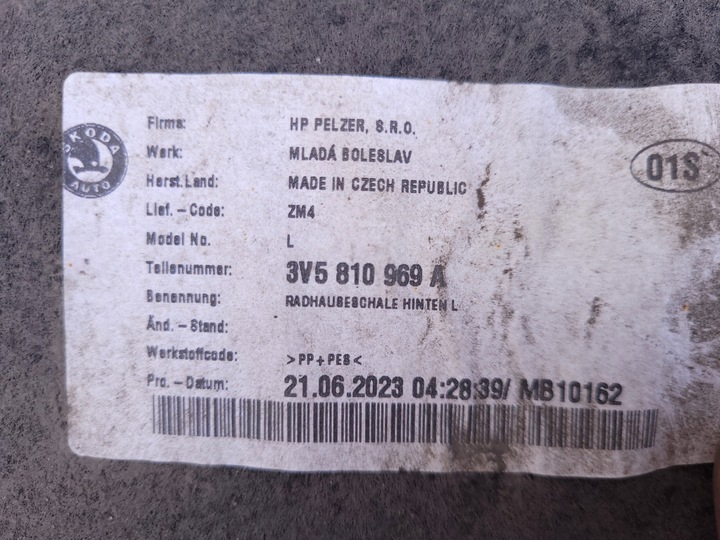 ŠKODA
AUTO
Firma: HP PELZER, S.R.O.
Werk: MLADÁ BOLESLAV
Herst.Land: MADE IN CZECH REPUBLIC
Lief.-Code: ZM4
Model No. L
Teilenummer: 3V5 810 969 A
Benennung: RADHAUSESCHALE HINTEN L
Änd.-Stand:
Werkstoffcode: >PP+PES<
Pro.-Datum: 21.06.2023 04:28:39/ MB10162
01S